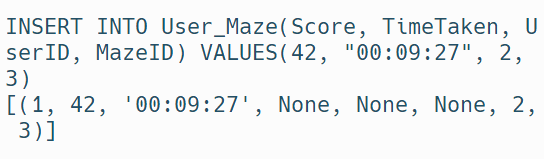 INSERT INTO User_Maze(Score, TimeTaken, U
serID, MazeID) VALUES(42, "00:09:27", 2,
3)
[(1, 42, '00:09:27', None, None, None, 2,
 3)]